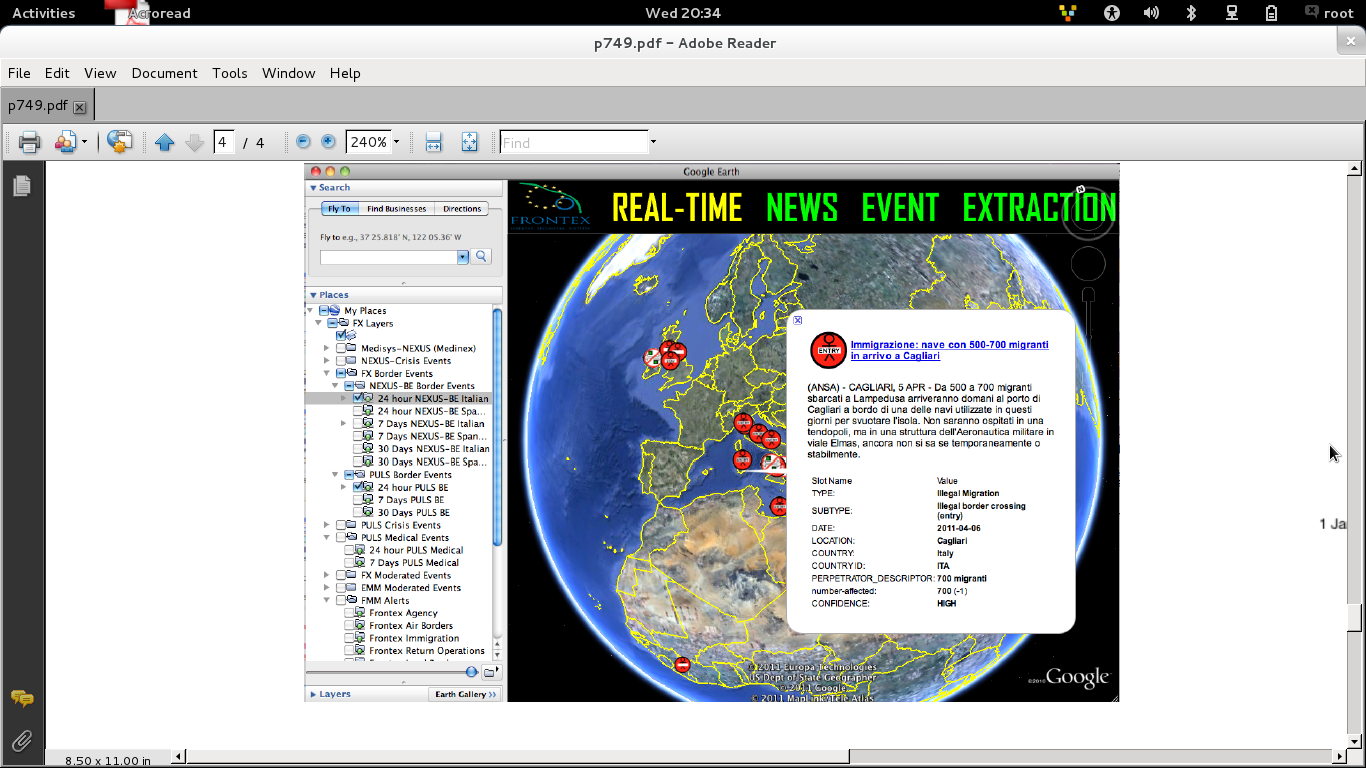 Activities
Acroread
Wed 20:34
root
p749.pdf – Adobe Reader
File Edit View Document Tools Window Help
p749.pdf
4 / 4
240%
Find
Google Earth
Search
Fly To Find Businesses Directions
Fly to e.g., 37 25.818' N, 122 05.36' W
Places
My Places
FX Layers
Medisys-NEXUS (Medinex)
NEXUS-Crisis Events
FX Border Events
NEXUS-BE Border Events
24 hour NEXUS-BE Italian
24 hour NEXUS-BE Spa...
7 Days NEXUS-BE Italian
7 Days NEXUS-BE Span...
30 Days NEXUS-BE Italian
30 Days NEXUS-BE Spa...
PULS Border Events
24 hour PULS BE
7 Days PULS BE
30 Days PULS BE
PULS Crisis Events
PULS Medical Events
24 hour PULS Medical
7 Days PULS Medical
FX Moderated Events
EMM Moderated Events
FMM Alerts
Frontex Agency
Frontex Air Borders
Frontex Immigration
Frontex Return Operations
Layers
Earth Gallery >>
FRONTEX
REAL-TIME NEWS EVENT EXTRACTION
N
ENTRY
Immigrazione: nave con 500-700 migranti
in arrivo a Cagliari
(ANSA) - CAGLIARI, 5 APR - Da 500 a 700 migranti
sbarcati a Lampedusa arriveranno domani al porto di
Cagliari a bordo di una delle navi utilizzate in questi
giorni per svuotare l'isola. Non saranno ospitati in una
tendopoli, ma in una struttura dell'Aeronautica militare in
viale Elmas, ancora non si sa se temporaneamente o
stabilmente.
Slot Name Value
TYPE: Illegal Migration
SUBTYPE: Illegal border crossing
(entry)
DATE: 2011-04-06
LOCATION: Cagliari
COUNTRY: Italy
COUNTRY ID: ITA
PERPETRATOR_DESCRIPTOR: 700 migranti
number-affected: 700 (-1)
CONFIDENCE: HIGH
© 2011 Europa Technologies
US Dept of State Geographer
© 2011 Google
© 2011 MapLink/Tele Atlas
©2010 Google
1 Ja
8.50 x 11.00 in